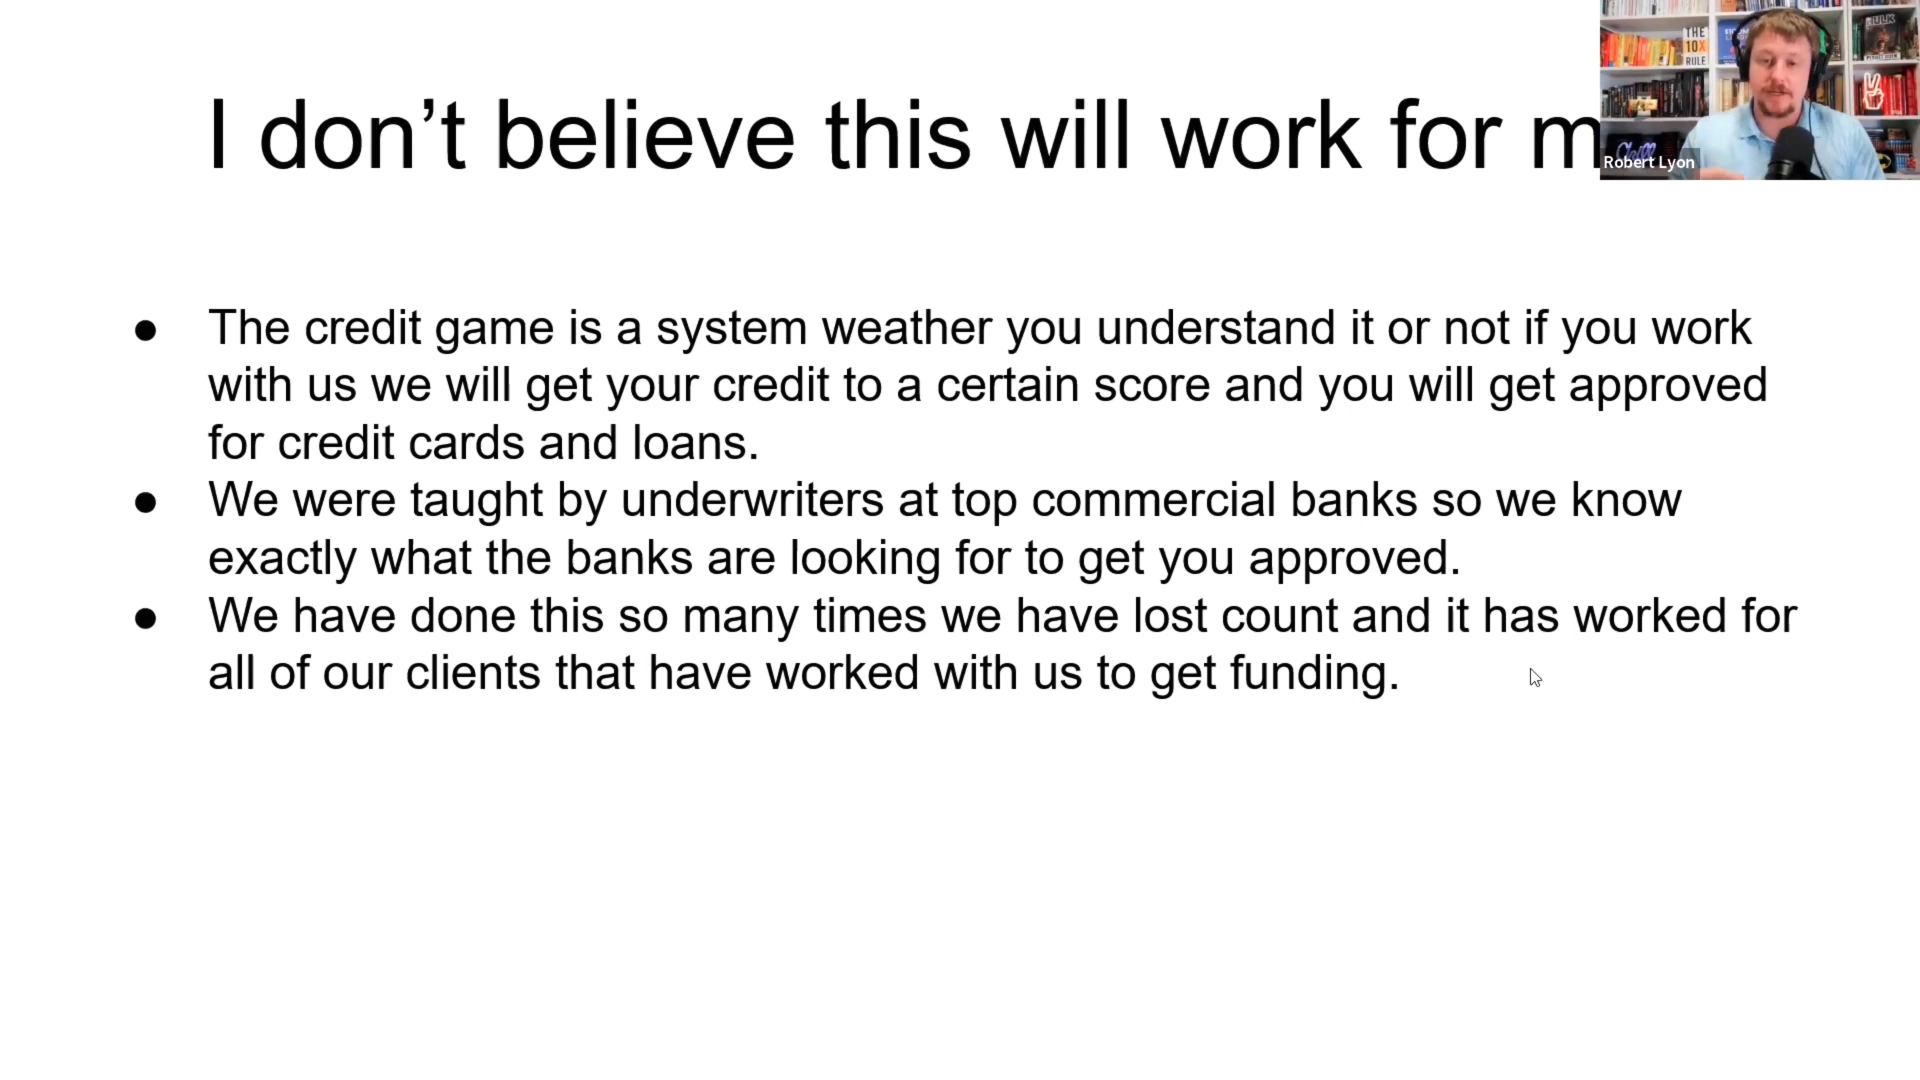 I don’t believe this will work for m
THE
10X
RULE
HULK
Robert Lyon
● The credit game is a system weather you understand it or not if you work
with us we will get your credit to a certain score and you will get approved
for credit cards and loans.
● We were taught by underwriters at top commercial banks so we know
exactly what the banks are looking for to get you approved.
● We have done this so many times we have lost count and it has worked for
all of our clients that have worked with us to get funding.